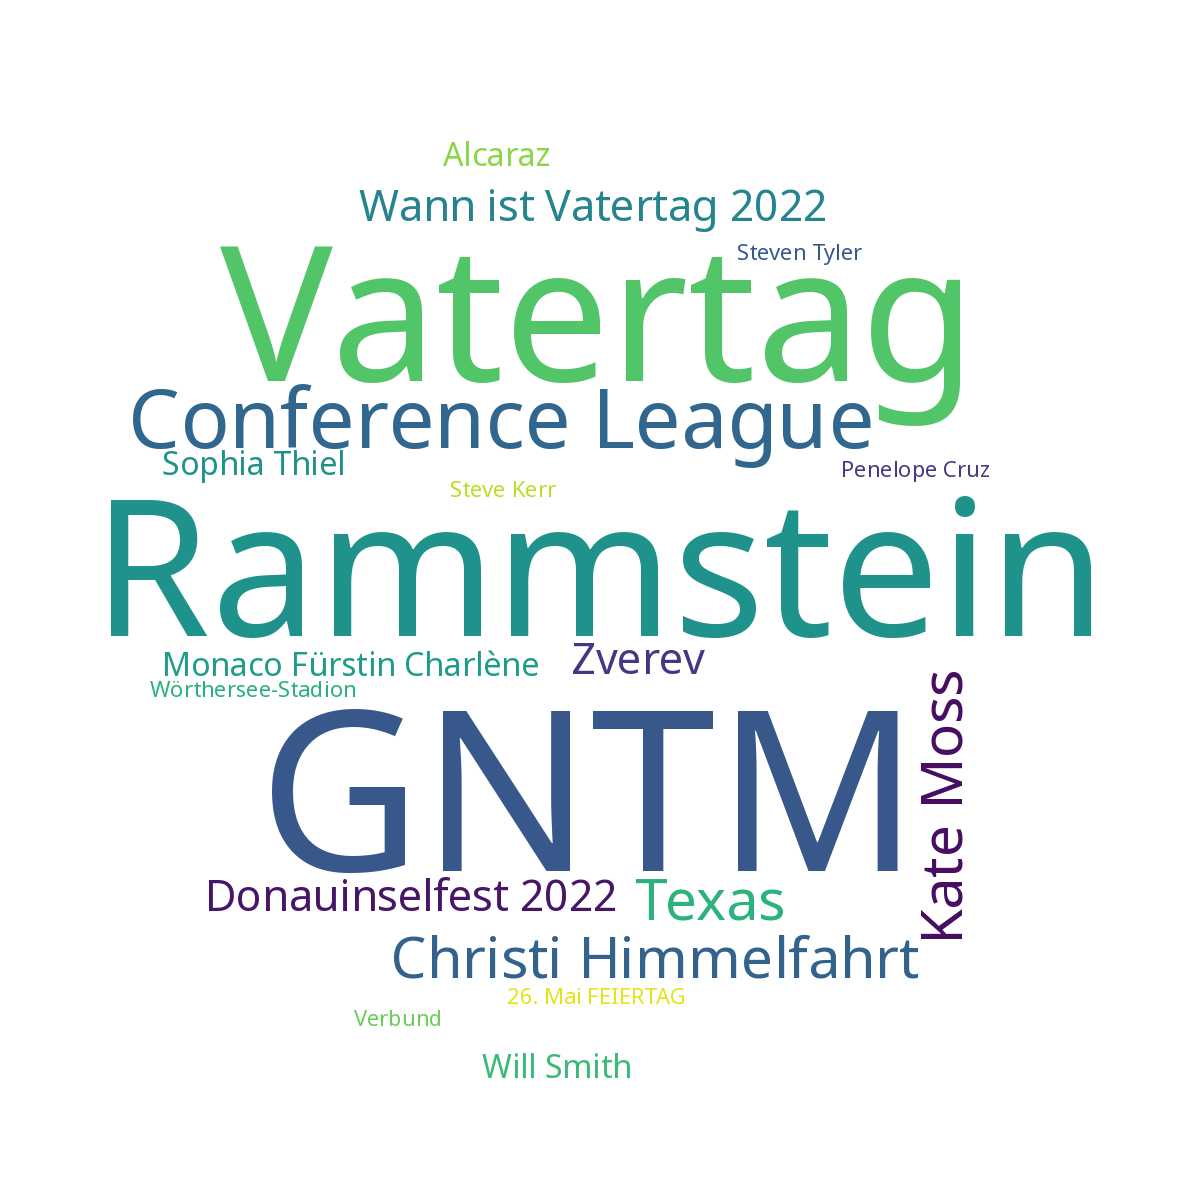 Alcaraz
Wann ist Vatertag 2022
Steven Tyler
Vatertag
Conference League
Sophia Thiel
Penelope Cruz
Steve Kerr
Rammstein
Monaco Fürstin Charlène
Zverev
Wörthersee-Stadion
GNTM
Kate Moss
Donauinselfest 2022
Texas
Christi Himmelfahrt
26. Mai FEIERTAG
Verbund
Will Smith